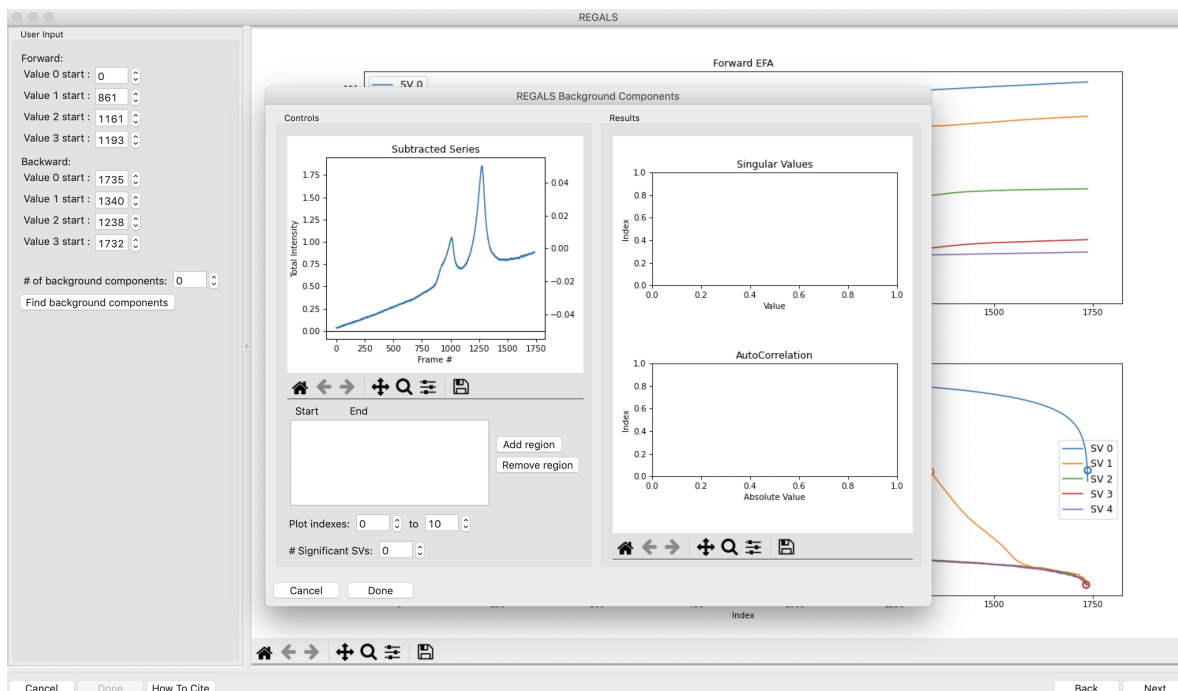 REGALS
User Input
Forward:
Value 0 start : 0
Value 1 start : 861
Value 2 start : 1161
Value 3 start : 1193
Backward:
Value 0 start : 1735
Value 1 start : 1340
Value 2 start : 1238
Value 3 start : 1732
# of background components: 0
Find background components
Forward EFA
SV 0
REGALS Background Components
Controls
Subtracted Series
1.75
1.50
1.25
1.00
0.75
0.50
0.25
0.00
Total Intensity
0.04
0.02
0.00
−0.02
−0.04
0 250 500 750 1000 1250 1500 1750
Frame #
Start End
Add region
Remove region
Plot indexes: 0 to 10
# Significant SVs: 0
Cancel Done
Results
Singular Values
1.0
0.8
0.6
0.4
0.2
0.0
Index
0.0 0.2 0.4 0.6 0.8 1.0
Value
AutoCorrelation
1.0
0.8
0.6
0.4
0.2
0.0
Index
0.0 0.2 0.4 0.6 0.8 1.0
Absolute Value
1500 1750
SV 0
SV 1
SV 2
SV 3
SV 4
1500 1750
Index
Cancel Done How To Cite Back Next